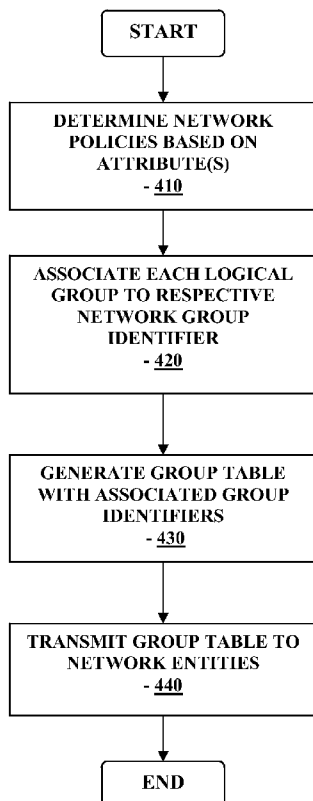 START
DETERMINE NETWORK
POLICIES BASED ON
ATTRIBUTE(S)
- 410
ASSOCIATE EACH LOGICAL
GROUP TO RESPECTIVE
NETWORK GROUP
IDENTIFIER
- 420
GENERATE GROUP TABLE
WITH ASSOCIATED GROUP
IDENTIFIERS
- 430
TRANSMIT GROUP TABLE TO
NETWORK ENTITIES
- 440
END